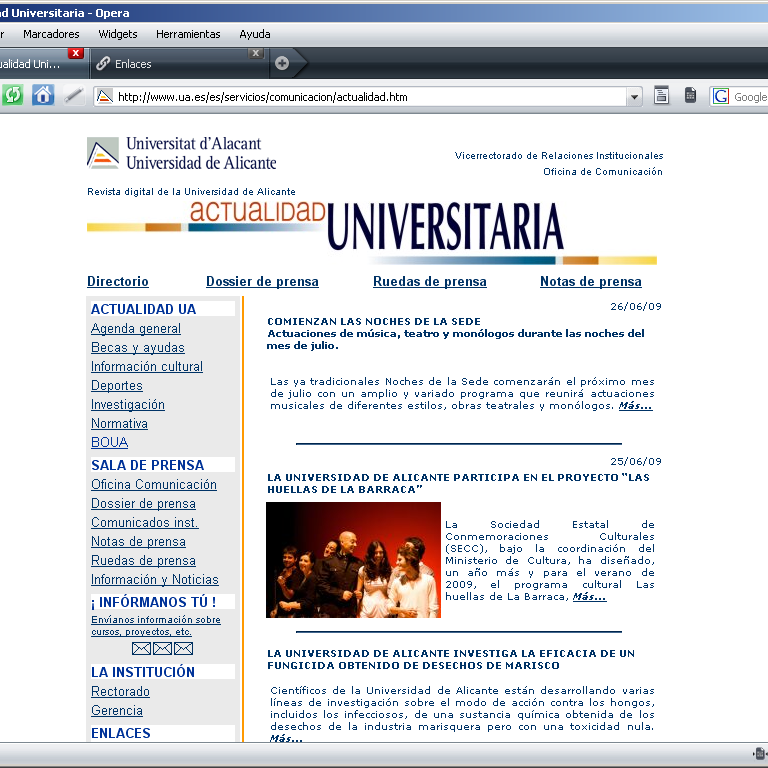 d Universitaria - Opera
r Marcadores Widgets Herramientas Ayuda
ualidad Uni... Enlaces
http://www.ua.es/es/servicios/comunicacion/actualidad.htm Google
Universitat d'Alacant
Universidad de Alicante
Vicerrectorado de Relaciones Institucionales
Oficina de Comunicación
Revista digital de la Universidad de Alicante
ACTUALIDAD UNIVERSITARIA
Directorio Dossier de prensa Ruedas de prensa Notas de prensa
ACTUALIDAD UA
Agenda general
Becas y ayudas
Información cultural
Deportes
Investigación
Normativa
BOUA
SALA DE PRENSA
Oficina Comunicación
Dossier de prensa
Comunicados inst.
Notas de prensa
Ruedas de prensa
Información y Noticias
¡ INFÓRMANOS TÚ !
Envíanos información sobre
cursos, proyectos, etc.
LA INSTITUCIÓN
Rectorado
Gerencia
ENLACES
26/06/09
COMIENZAN LAS NOCHES DE LA SEDE
Actuaciones de música, teatro y monólogos durante las noches del
mes de julio.
Las ya tradicionales Noches de la Sede comenzarán el próximo mes
de julio con un amplio y variado programa que reunirá actuaciones
musicales de diferentes estilos, obras teatrales y monólogos. Más...
25/06/09
LA UNIVERSIDAD DE ALICANTE PARTICIPA EN EL PROYECTO “LAS
HUELLAS DE LA BARRACA”
La Sociedad Estatal de
Conmemoraciones Culturales
(SECC), bajo la coordinación del
Ministerio de Cultura, ha diseñado,
un año más y para el verano de
2009, el programa cultural Las
huellas de La Barraca, Más...
LA UNIVERSIDAD DE ALICANTE INVESTIGA LA EFICACIA DE UN
FUNGICIDA OBTENIDO DE DESECHOS DE MARISCO
Científicos de la Universidad de Alicante están desarrollando varias
líneas de investigación sobre el modo de acción contra los hongos,
incluidos los infecciosos, de una sustancia química obtenida de los
desechos de la industria marisquera pero con una toxicidad nula.
Más...